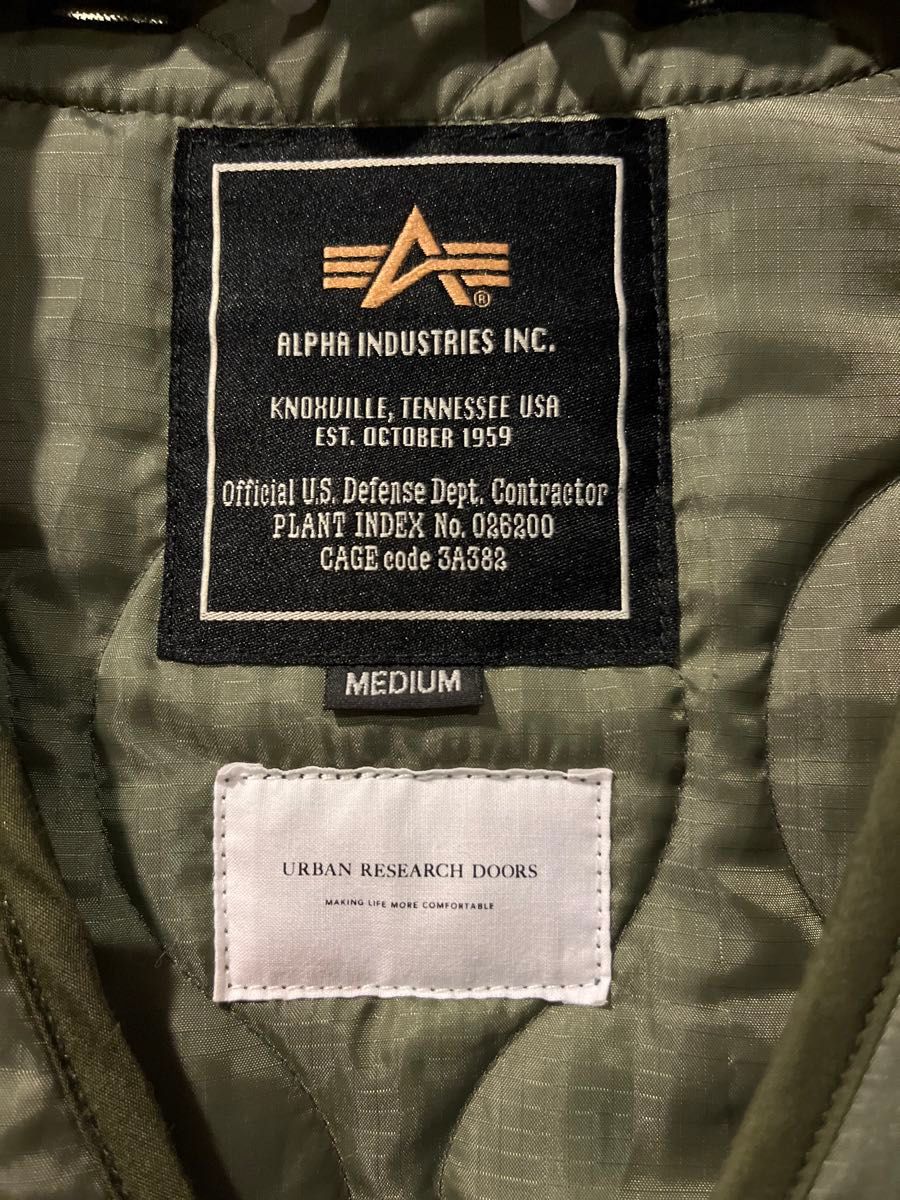 ®
ALPHA INDUSTRIES INC.
KNOXVILLE, TENNESSEE USA
EST. OCTOBER 1959
Official U.S. Defense Dept. Contractor
PLANT INDEX No. 026200
CAGE code 3A382
MEDIUM
URBAN RESEARCH DOORS
MAKING LIFE MORE COMFORTABLE